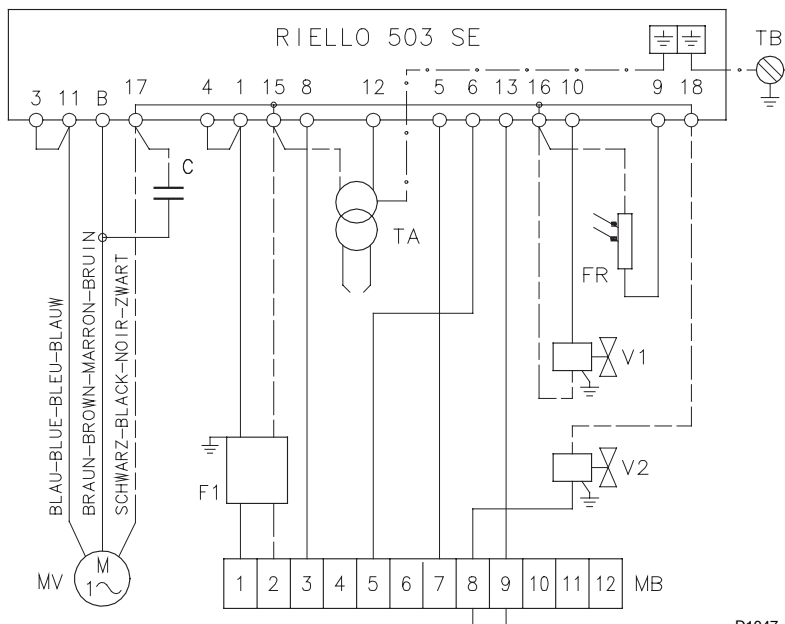 RIELLO 503 SE
TB
3 11 B 17 4 1 15 8 12 5 6 13 16 10 9 18
C
TA
FR
BLAU-BLUE-BLEU-BLAUW
BRAUN-BROWN-MARRON-BRUIN
SCHWARZ-BLACK-NOIR-ZWART
V1
V2
F1
MV
M
1~
1 2 3 4 5 6 7 8 9 10 11 12 MB